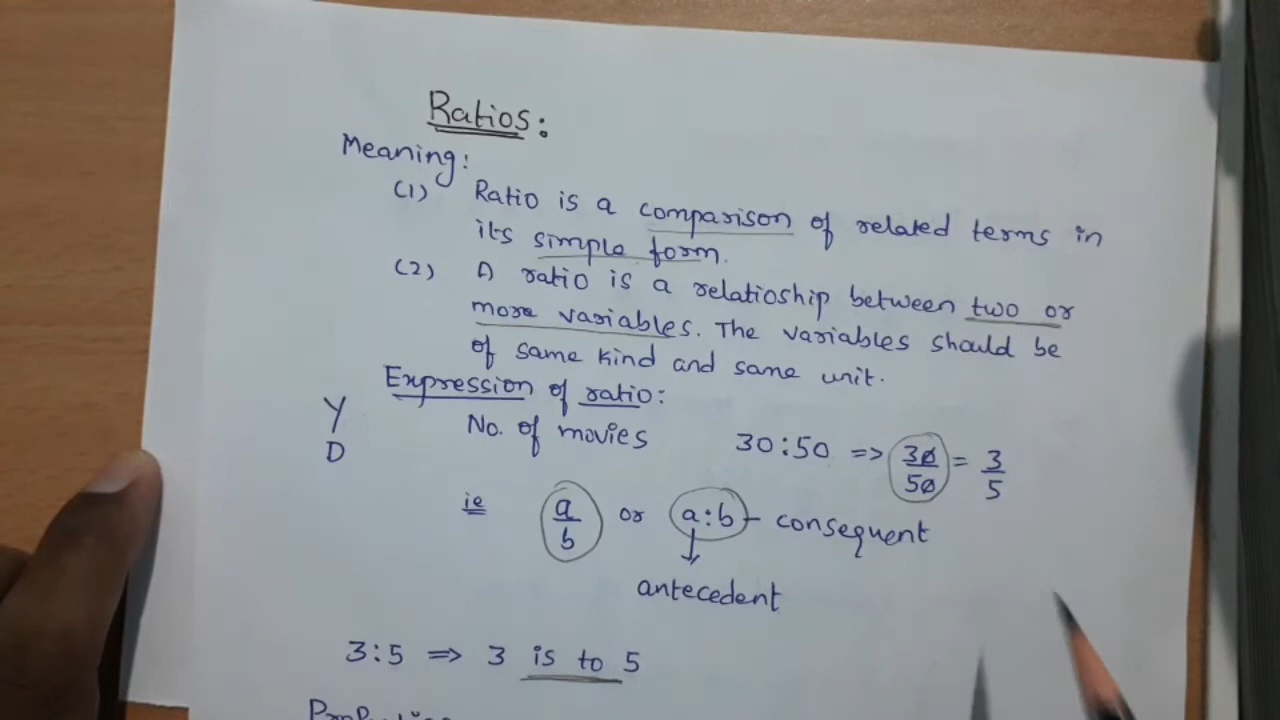 Ratios:
Meaning:
(1) Ratio is a comparison of related terms in
its simple form.
(2) A ratio is a relatioship between two or
more variables. The variables should be
of same kind and same unit.
Expression of ratio:
Y
D
No. of movies 30:50 => 30/50 = 3/5
ie a/b or a:b - consequent
antecedent
3:5 => 3 is to 5